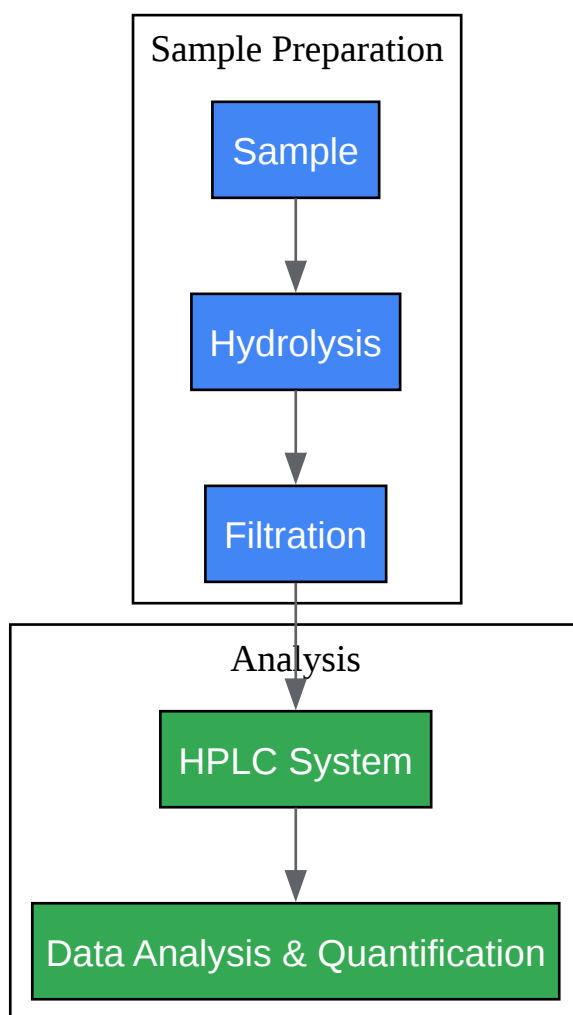 Sample Preparation
Sample
Hydrolysis
Filtration
Analysis
HPLC System
Data Analysis & Quantification